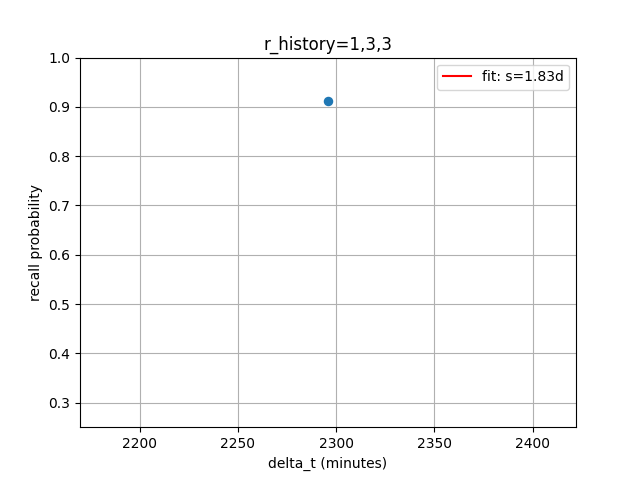 r_history=1,3,3
fit: s=1.83d
recall probability
1.0
0.9
0.8
0.7
0.6
0.5
0.4
0.3
2200 2250 2300 2350 2400
delta_t (minutes)